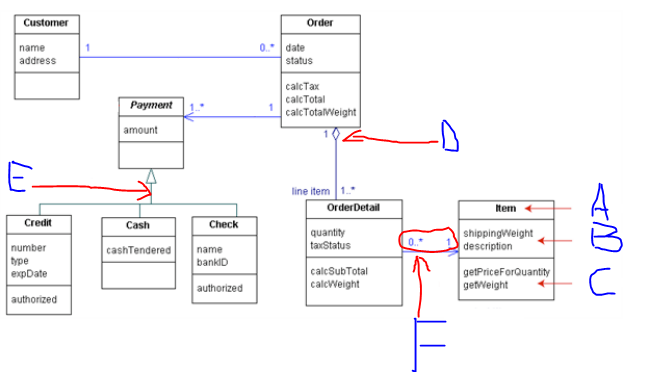 Customer
name
address
1
0..*
Order
date
status
calcTax
calcTotal
calcTotalWeight
Payment
amount
1..*
1
1
D
E
line item
1..*
Credit
number
type
expDate
authorized
Cash
cashTendered
Check
name
bankID
authorized
OrderDetail
quantity
taxStatus
calcSubTotal
calcWeight
0..*
1
Item
shippingWeight
description
getPriceForQuantity
getWeight
A
B
C
F